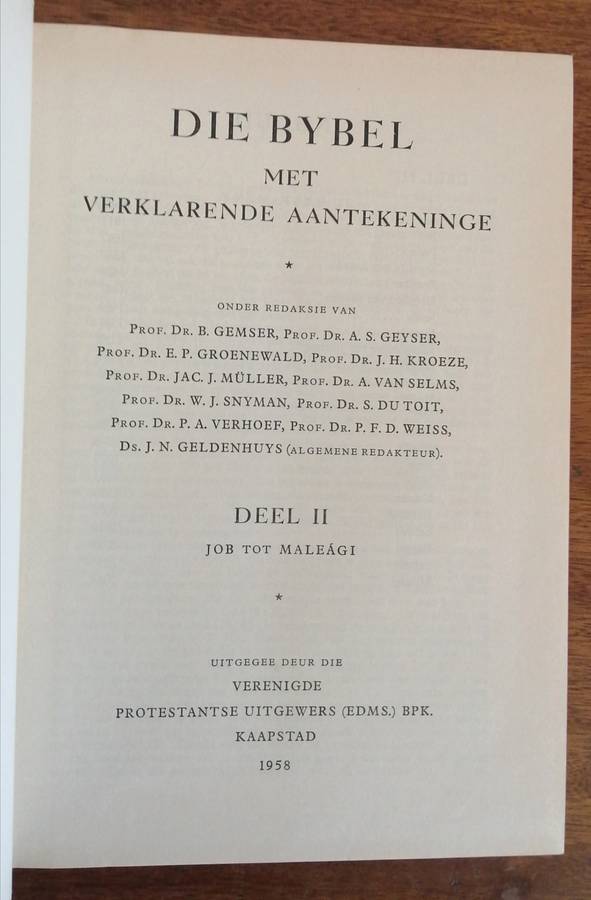 DIE BYBEL
MET
VERKLARENDE AANTEKENINGE
*
ONDER REDAKSIE VAN
PROF. DR. B. GEMSER, PROF. DR. A. S. GEYSER,
PROF. DR. E. P. GROENEWALD, PROF. DR. J. H. KROEZE,
PROF. DR. JAC. J. MÜLLER, PROF. DR. A. VAN SELMS,
PROF. DR. W. J. SNYMAN, PROF. DR. S. DU TOIT,
PROF. DR. P. A. VERHOEF, PROF. DR. P. F. D. WEISS,
DS. J. N. GELDENHUYS (ALGEMENE REDAKTEUR).
DEEL II
JOB TOT MALEÁGI
*
UITGEGEE DEUR DIE
VERENIGDE
PROTESTANTSE UITGEWERS (EDMS.) BPK.
KAAPSTAD
1958